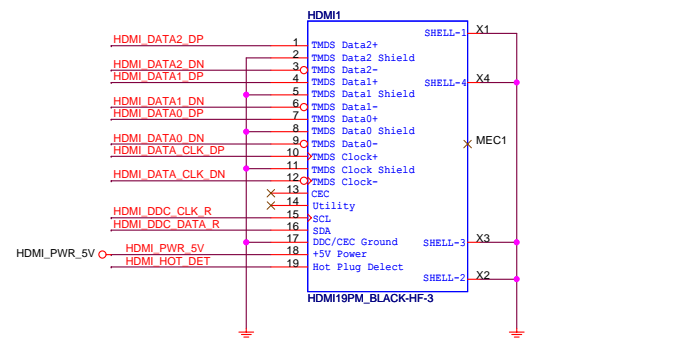 HDMI1
HDMI_DATA2_DP 1 TMDS Data2+ SHELL-1 X1
2 TMDS Data2 Shield
HDMI_DATA2_DN 3 TMDS Data2-
HDMI_DATA1_DP 4 TMDS Data1+ SHELL-4 X4
5 TMDS Data1 Shield
HDMI_DATA1_DN 6 TMDS Data1-
HDMI_DATA0_DP 7 TMDS Data0+
8 TMDS Data0 Shield
HDMI_DATA0_DN 9 TMDS Data0- MEC1
HDMI_DATA_CLK_DP 10 TMDS Clock+
11 TMDS Clock Shield
HDMI_DATA_CLK_DN 12 TMDS Clock-
13 CEC
14 Utility
HDMI_DDC_CLK_R 15 SCL
HDMI_DDC_DATA_R 16 SDA
17 DDC/CEC Ground SHELL-3 X3
HDMI_PWR_5V HDMI_PWR_5V 18 +5V Power
HDMI_HOT_DET 19 Hot Plug Delect
SHELL-2 X2
HDMI19PM_BLACK-HF-3